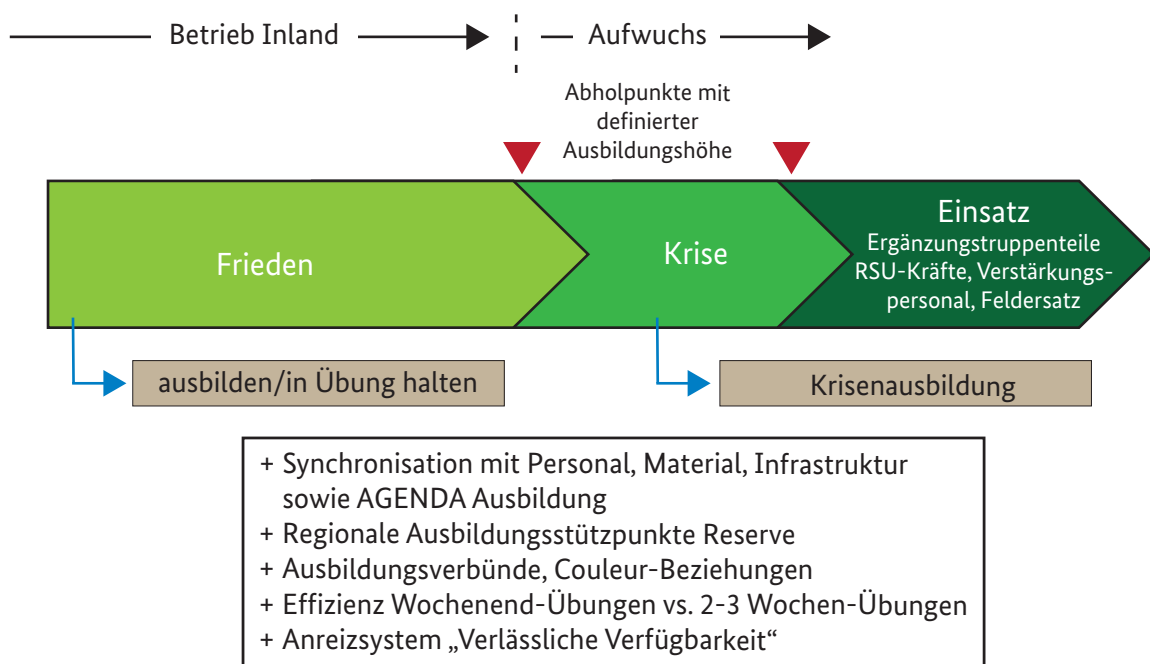 Betrieb Inland
Aufwuchs
Abholpunkte mit
definierter
Ausbildungshöhe
Frieden
Krise
Einsatz
Ergänzungstruppenteile
RSU-Kräfte, Verstärkungs-
personal, Feldersatz
ausbilden/in Übung halten
Krisenausbildung
+ Synchronisation mit Personal, Material, Infrastruktur
sowie AGENDA Ausbildung
+ Regionale Ausbildungsstützpunkte Reserve
+ Ausbildungsverbünde, Couleur-Beziehungen
+ Effizienz Wochenend-Übungen vs. 2-3 Wochen-Übungen
+ Anreizsystem „Verlässliche Verfügbarkeit“